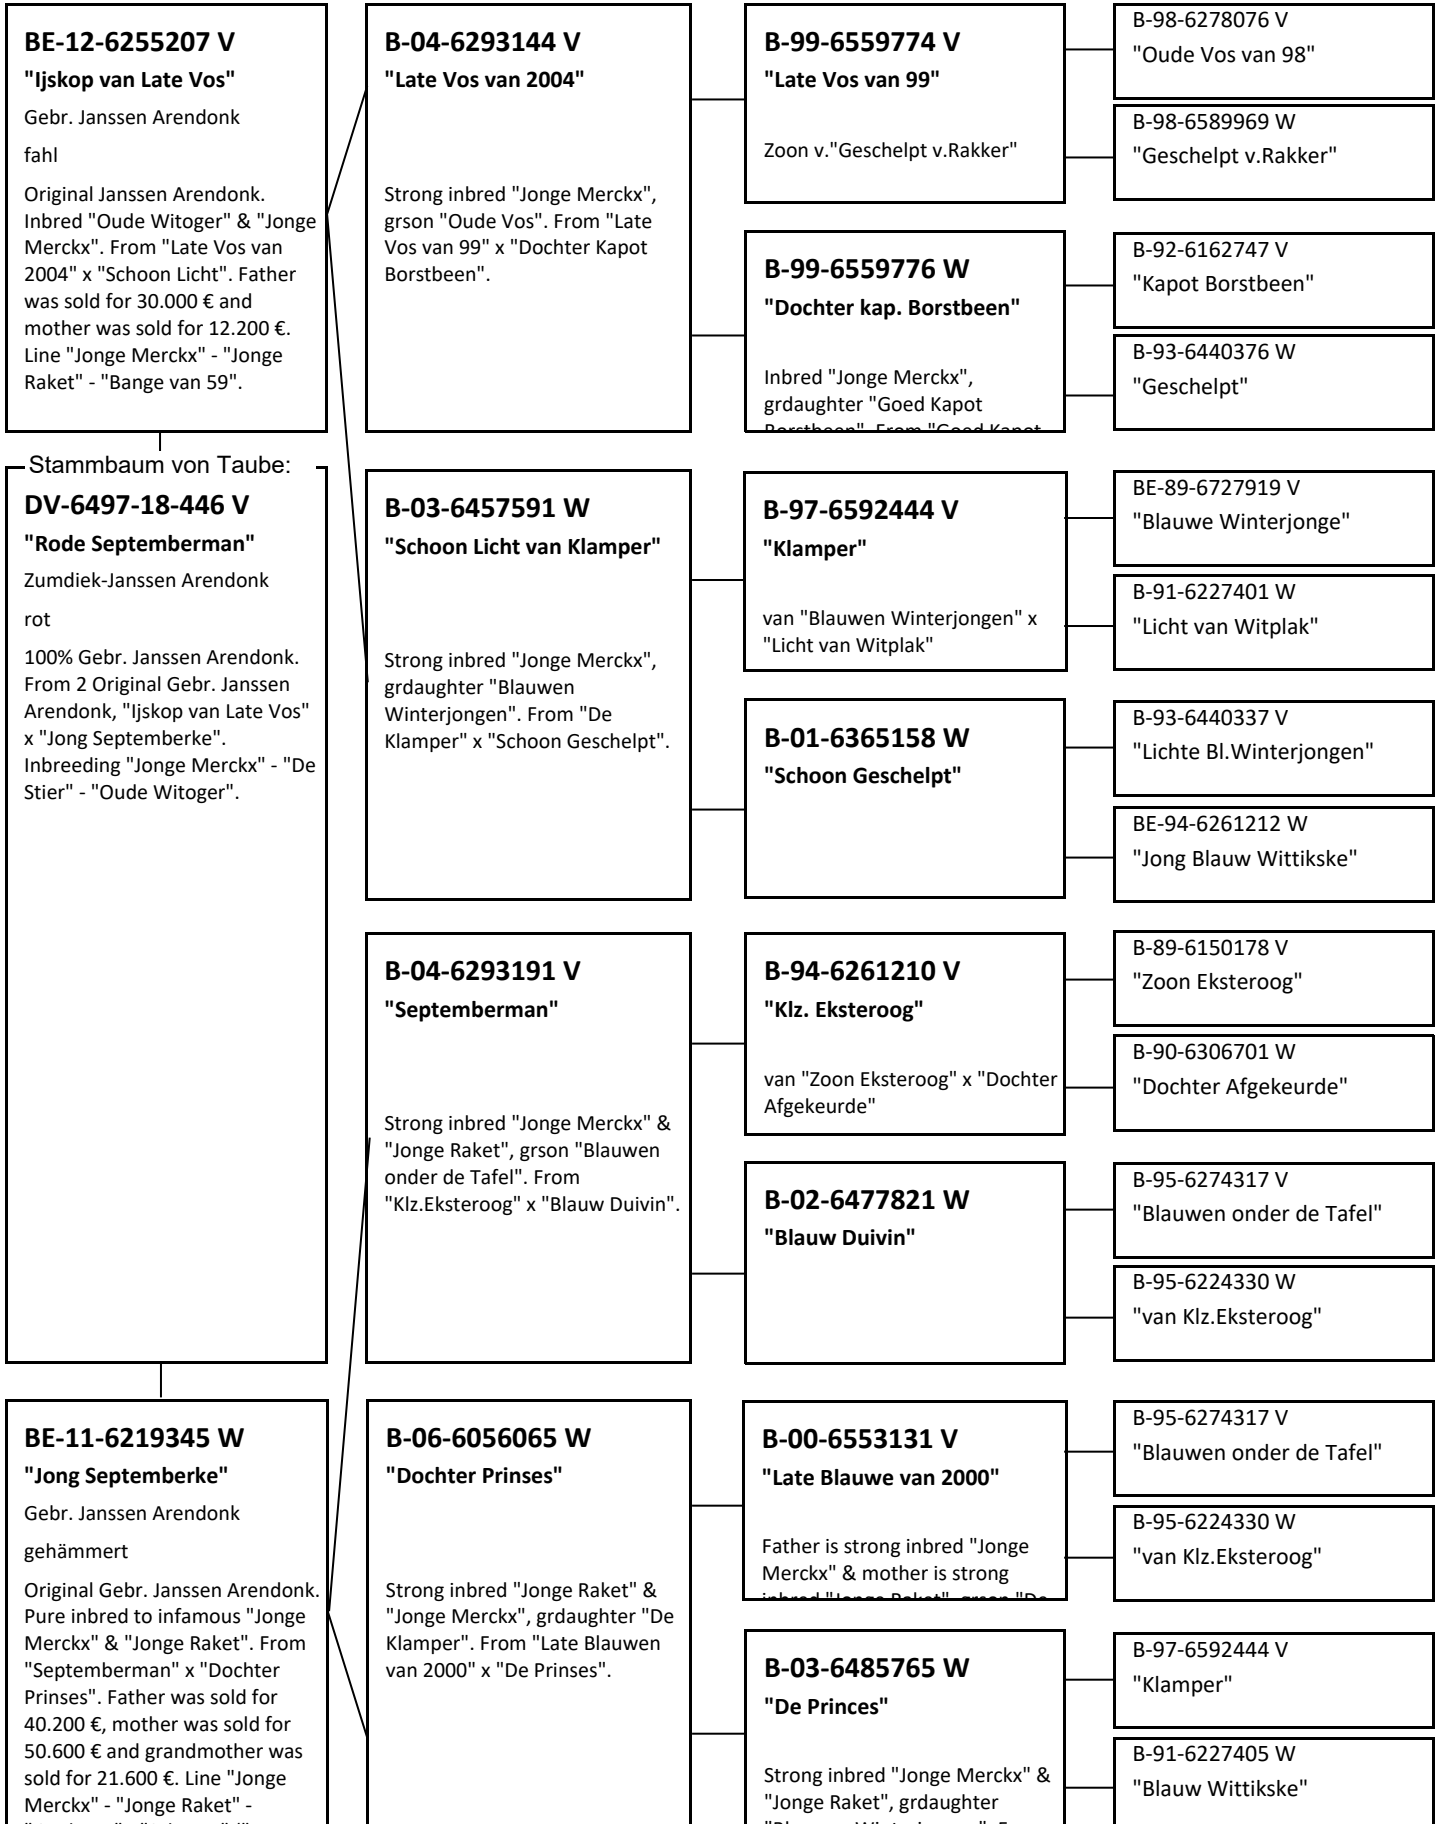 BE-12-6255207 V
"Ijskop van Late Vos"
Gebr. Janssen Arendonk
fahl
Original Janssen Arendonk.
Inbred "Oude Witoger" & "Jonge
Merckx". From "Late Vos van
2004" x "Schoon Licht". Father
was sold for 30.000 € and
mother was sold for 12.200 €.
Line "Jonge Merckx" - "Jonge
Raket" - "Bange van 59".
Stammbaum von Taube:
DV-6497-18-446 V
"Rode Septemberman"
Zumdiek-Janssen Arendonk
rot
100% Gebr. Janssen Arendonk.
From 2 Original Gebr. Janssen
Arendonk, "Ijskop van Late Vos"
x "Jong Septemberke".
Inbreeding "Jonge Merckx" - "De
Stier" - "Oude Witoger".
BE-11-6219345 W
"Jong Septemberke"
Gebr. Janssen Arendonk
gehämmert
Original Gebr. Janssen Arendonk.
Pure inbred to infamous "Jonge
Merckx" & "Jonge Raket". From
"Septemberman" x "Dochter
Prinses". Father was sold for
40.200 €, mother was sold for
50.600 € and grandmother was
sold for 21.600 €. Line "Jonge
Merckx" - "Jonge Raket" -
B-04-6293144 V
"Late Vos van 2004"
Strong inbred "Jonge Merckx",
grson "Oude Vos". From "Late
Vos van 99" x "Dochter Kapot
Borstbeen".
B-03-6457591 W
"Schoon Licht van Klamper"
Strong inbred "Jonge Merckx",
grdaughter "Blauwen
Winterjongen". From "De
Klamper" x "Schoon Geschelpt".
B-04-6293191 V
"Septemberman"
Strong inbred "Jonge Merckx" &
"Jonge Raket", grson "Blauwen
onder de Tafel". From
"Klz.Eksteroog" x "Blauw Duivin".
B-06-6056065 W
"Dochter Prinses"
Strong inbred "Jonge Raket" &
"Jonge Merckx", grdaughter "De
Klamper". From "Late Blauwen
van 2000" x "De Prinses".
B-99-6559774 V
"Late Vos van 99"
Zoon v."Geschelpt v.Rakker"
B-99-6559776 W
"Dochter kap. Borstbeen"
Inbred "Jonge Merckx",
grdaughter "Goed Kapot
Borstbeen". From "Goed Kapot
B-97-6592444 V
"Klamper"
van "Blauwen Winterjongen" x
"Licht van Witplak"
B-01-6365158 W
"Schoon Geschelpt"
B-94-6261210 V
"Klz. Eksteroog"
van "Zoon Eksteroog" x "Dochter
Afgekeurde"
B-02-6477821 W
"Blauw Duivin"
B-00-6553131 V
"Late Blauwe van 2000"
Father is strong inbred "Jonge
Merckx" & mother is strong
inbred "Jonge Raket", grson "De
B-03-6485765 W
"De Princes"
Strong inbred "Jonge Merckx" &
"Jonge Raket", grdaughter
B-98-6278076 V
"Oude Vos van 98"
B-98-6589969 W
"Geschelpt v.Rakker"
B-92-6162747 V
"Kapot Borstbeen"
B-93-6440376 W
"Geschelpt"
BE-89-6727919 V
"Blauwe Winterjonge"
B-91-6227401 W
"Licht van Witplak"
B-93-6440337 V
"Lichte Bl.Winterjongen"
BE-94-6261212 W
"Jong Blauw Wittikske"
B-89-6150178 V
"Zoon Eksteroog"
B-90-6306701 W
"Dochter Afgekeurde"
B-95-6274317 V
"Blauwen onder de Tafel"
B-95-6224330 W
"van Klz.Eksteroog"
B-95-6274317 V
"Blauwen onder de Tafel"
B-95-6224330 W
"van Klz.Eksteroog"
B-97-6592444 V
"Klamper"
B-91-6227405 W
"Blauw Wittikske"